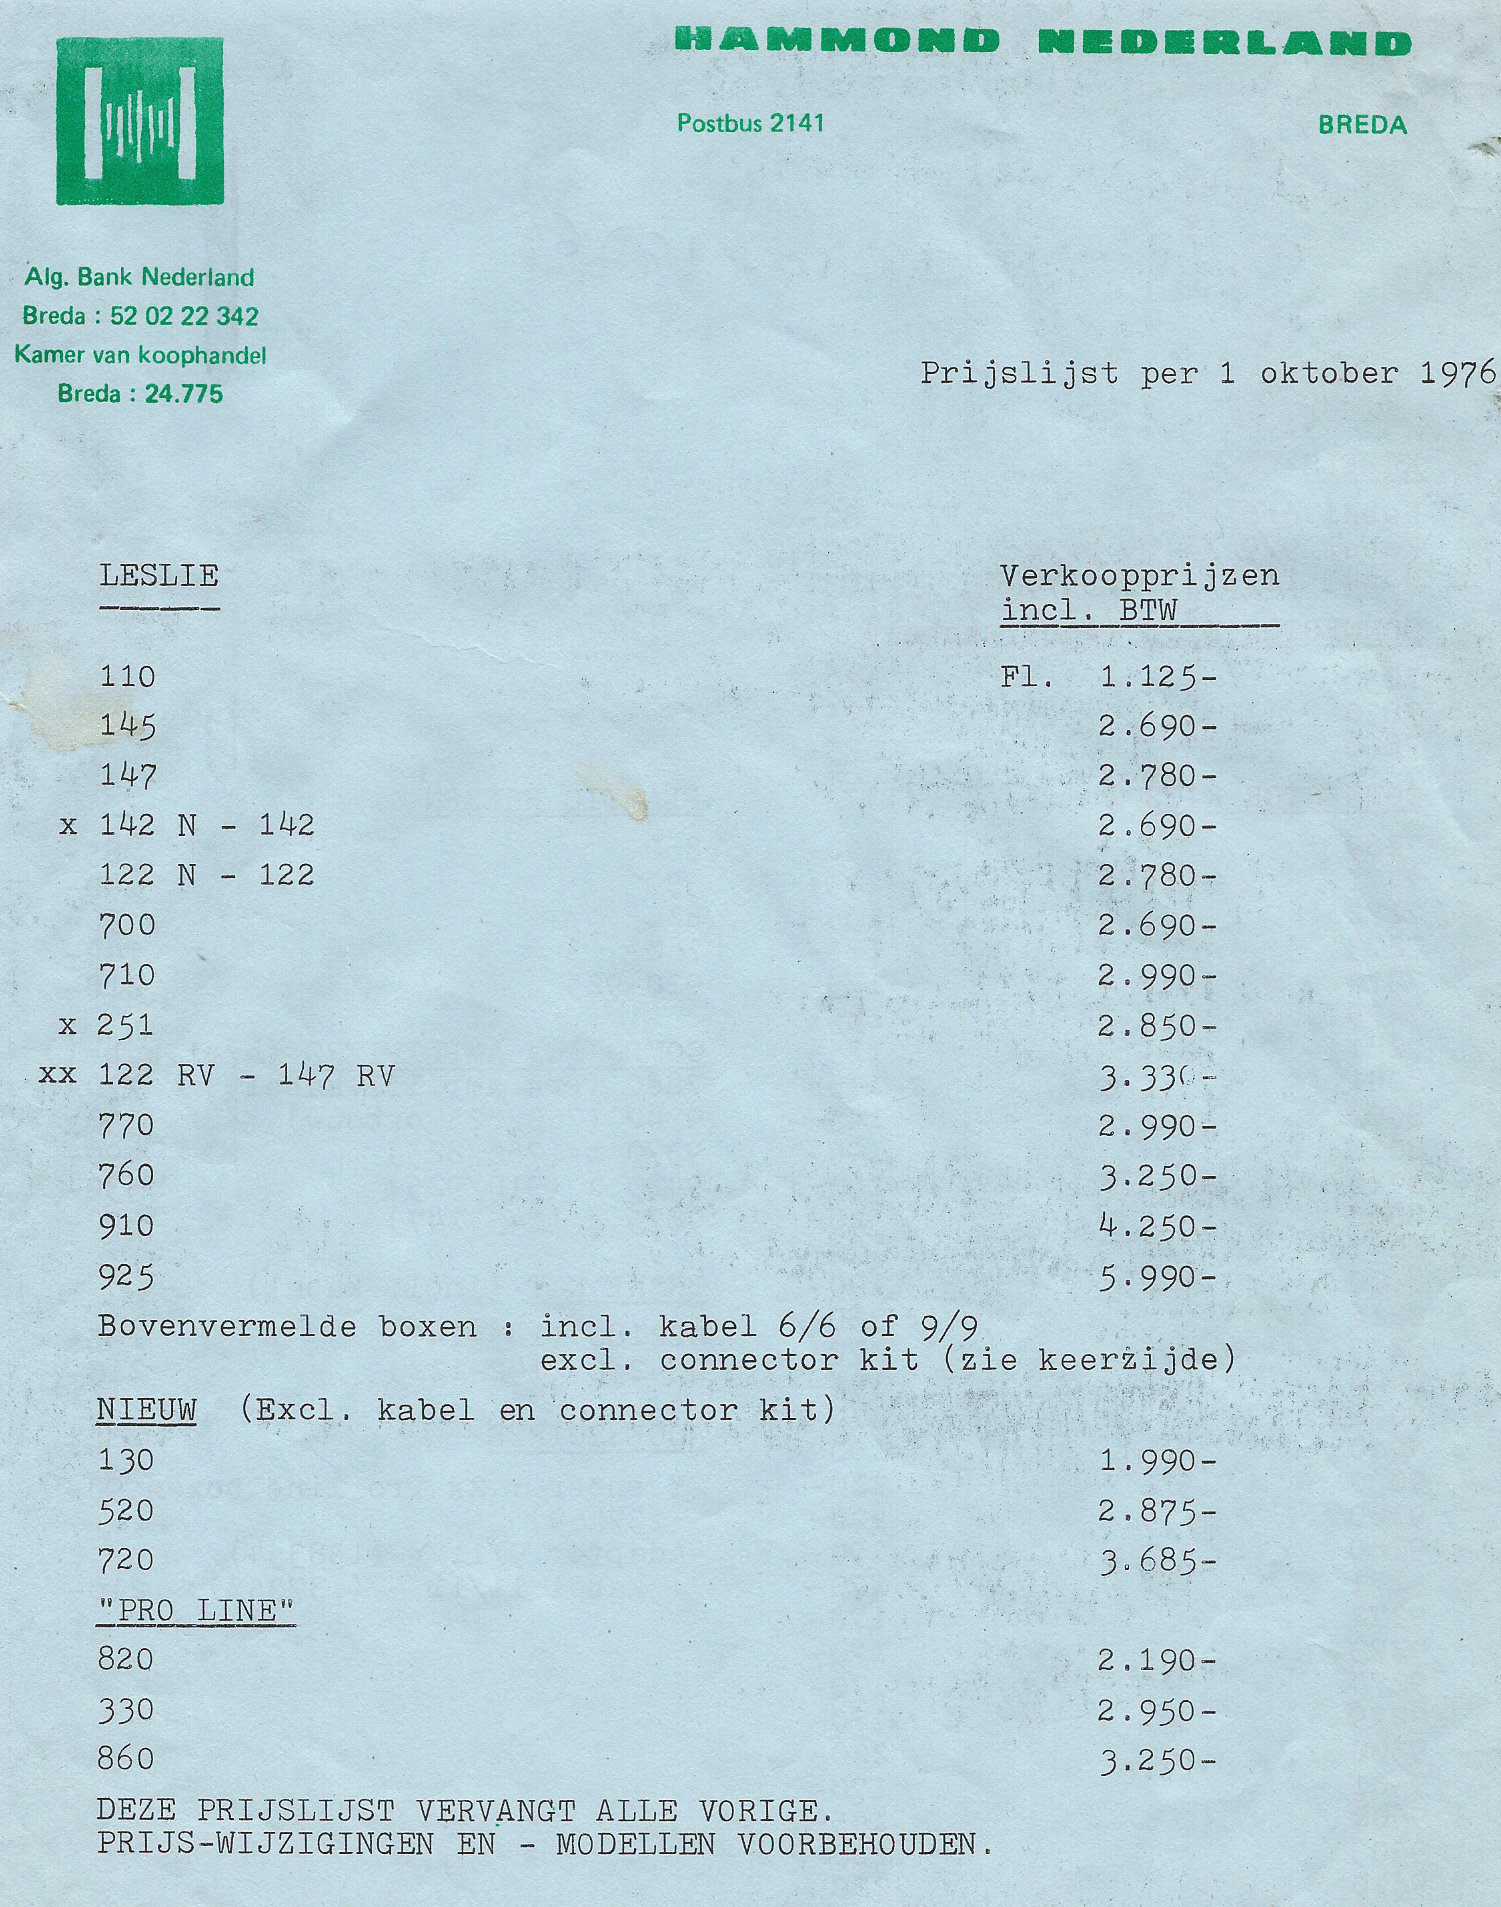 HAMMOND NEDERLAND
Postbus 2141 BREDA
Alg. Bank Nederland
Breda : 52 02 22 342
Kamer van koophandel
Breda : 24.775
Prijslijst per 1 oktober 1976
LESLIE Verkoopprijzen
incl. BTW
110 Fl. 1.125-
145 2.690-
147 2.780-
x 142 N - 142 2.690-
122 N - 122 2.780-
700 2.690-
710 2.990-
x 251 2.850-
xx 122 RV - 147 RV 3.330-
770 2.990-
760 3.250-
910 4.250-
925 5.990-
Bovenvermelde boxen : incl. kabel 6/6 of 9/9
excl. connector kit (zie keerzijde)
NIEUW (Excl. kabel en connector kit)
130 1.990-
520 2.875-
720 3.685-
"PRO LINE"
820 2.190-
330 2.950-
860 3.250-
DEZE PRIJSLIJST VERVANGT ALLE VORIGE.
PRIJS-WIJZIGINGEN EN - MODELLEN VOORBEHOUDEN.